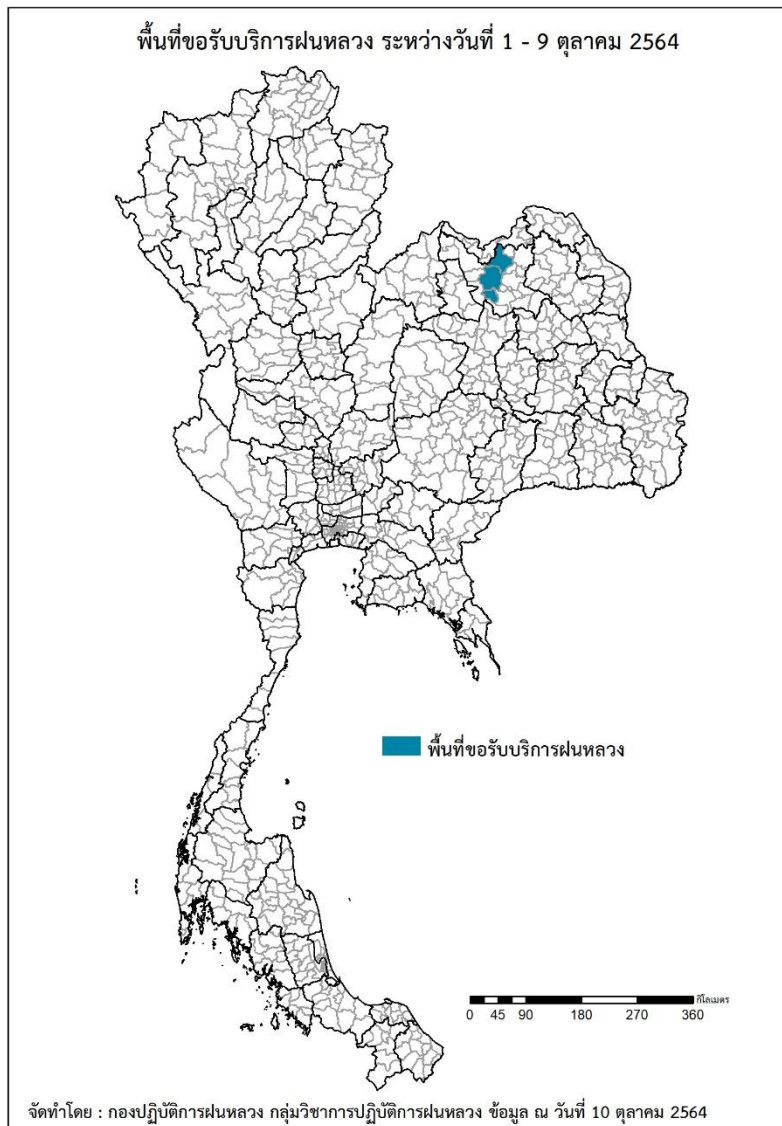 พื้นที่ขอรับบริการฝนหลวง ระหว่างวันที่ 1 - 9 ตุลาคม 2564
พื้นที่ขอรับบริการฝนหลวง
กิโลเมตร
0 45 90 180 270 360
จัดทำโดย : กองปฏิบัติการฝนหลวง กลุ่มวิชาการปฏิบัติการฝนหลวง ข้อมูล ณ วันที่ 10 ตุลาคม 2564